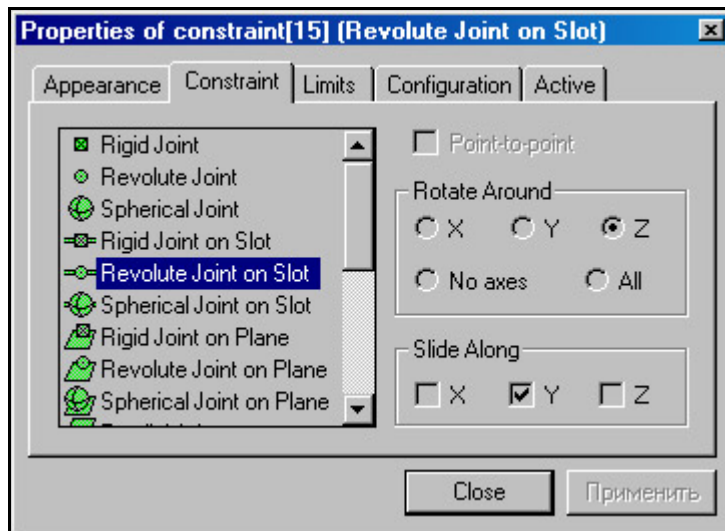 Properties of constraint[15] (Revolute Joint on Slot)
Appearance Constraint Limits Configuration Active
Rigid Joint
Revolute Joint
Spherical Joint
Rigid Joint on Slot
Revolute Joint on Slot
Spherical Joint on Slot
Rigid Joint on Plane
Revolute Joint on Plane
Spherical Joint on Plane
Point-to-point
Rotate Around
X Y Z
No axes All
Slide Along
X Y Z
Close Применить